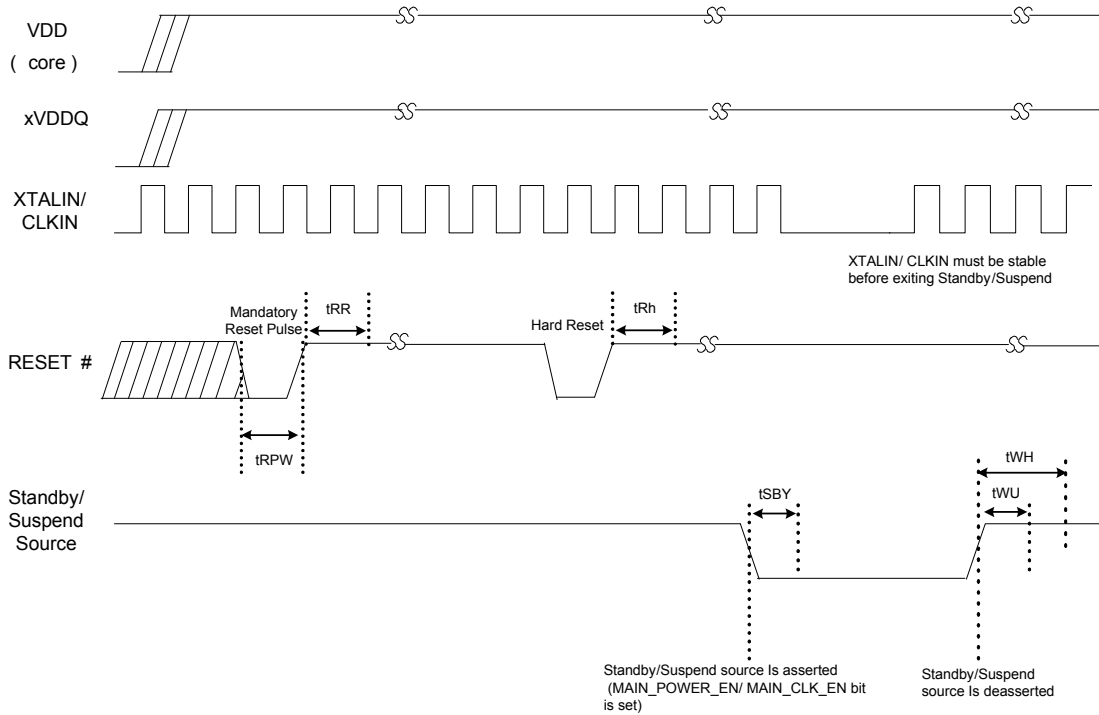 VDD
( core )
xVDDQ
XTALIN/
CLKIN
XTALIN/ CLKIN must be stable
before exiting Standby/Suspend
Mandatory
Reset Pulse
tRR
Hard Reset
tRh
RESET #
tRPW
tWH
tSBY
tWU
Standby/
Suspend
Source
Standby/Suspend source Is asserted
(MAIN_POWER_EN/ MAIN_CLK_EN bit
is set)
Standby/Suspend
source Is deasserted